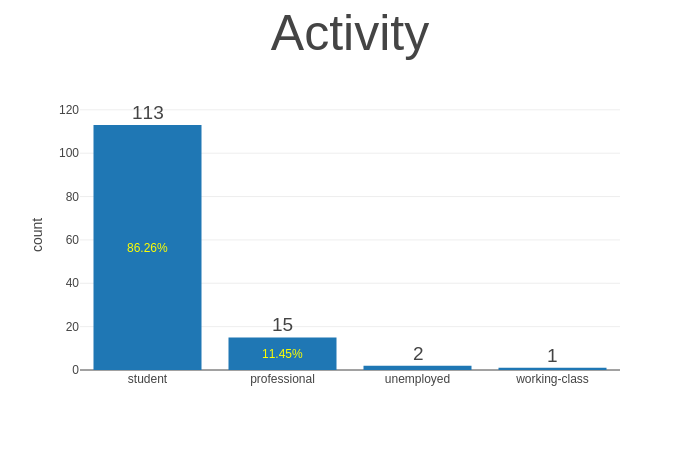 Activity
120
100
80
60
40
20
0
count
113
86.26%
15
11.45%
2
1
student
professional
unemployed
working-class